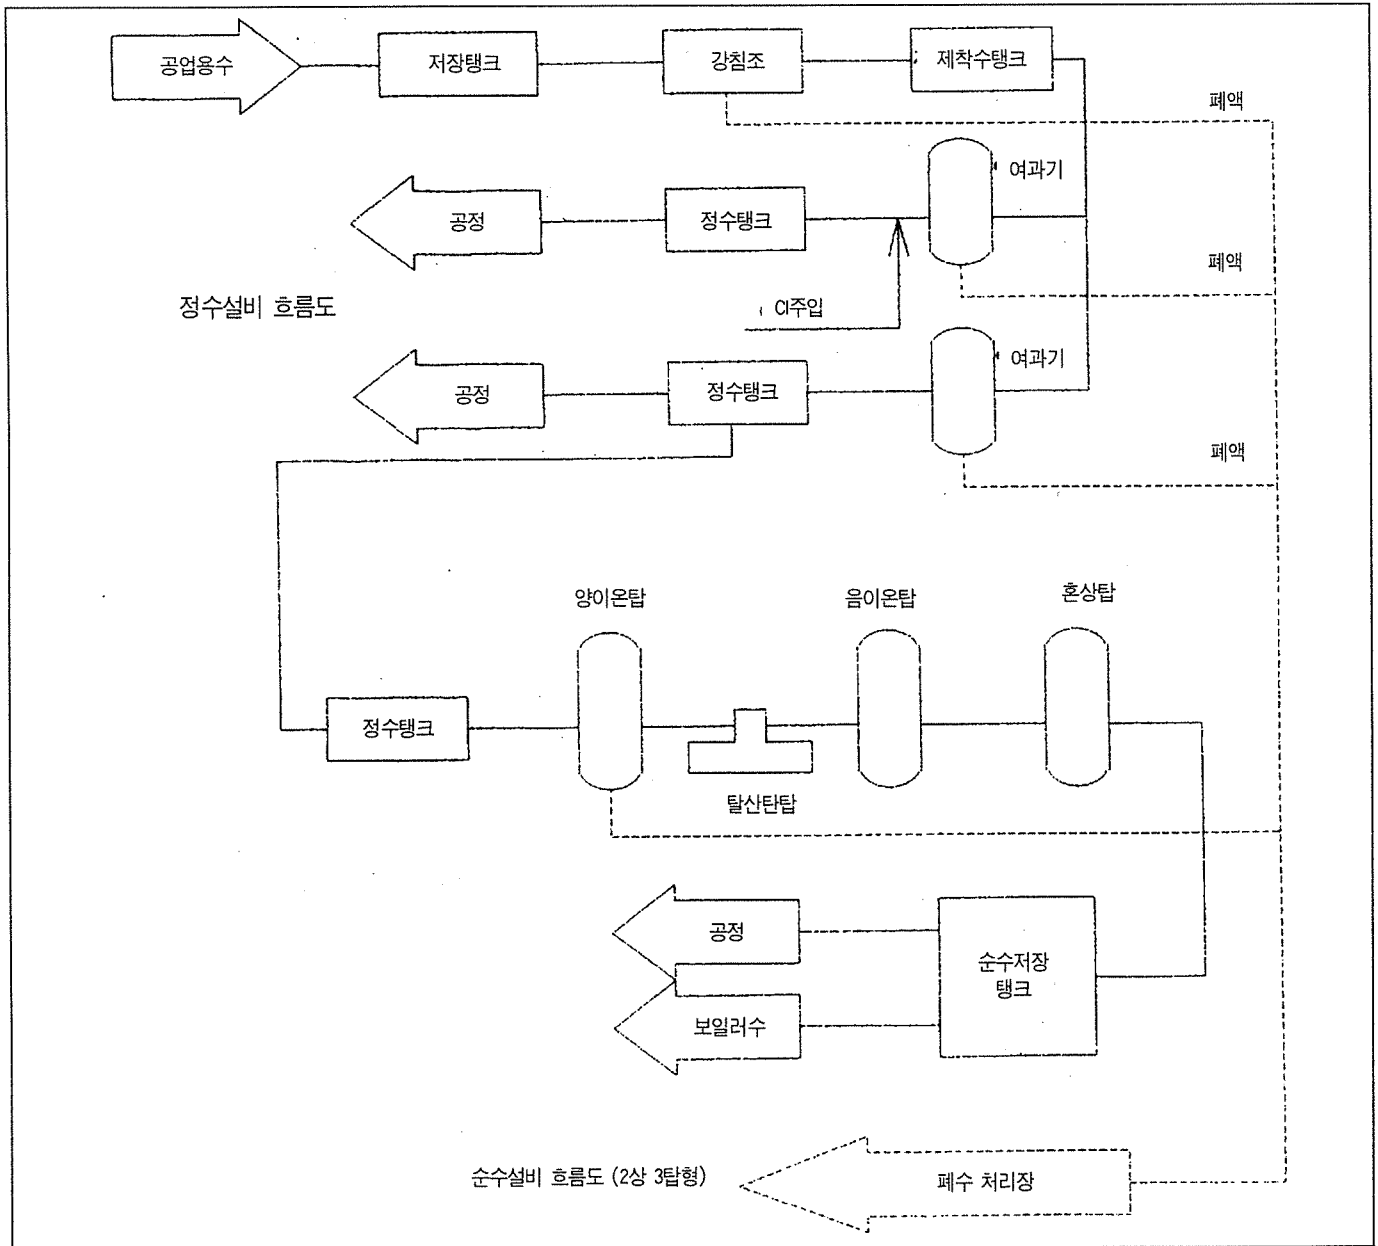 공업용수
저장탱크
강침조
제착수탱크
폐액
여과기
공정
정수탱크
폐액
정수설비 흐름도
Cl주입
여과기
공정
정수탱크
폐액
양이온탑
음이온탑
혼상탑
정수탱크
탈산탄탑
공정
순수저장
탱크
보일러수
순수설비 흐름도 (2상 3탑형)
폐수 처리장